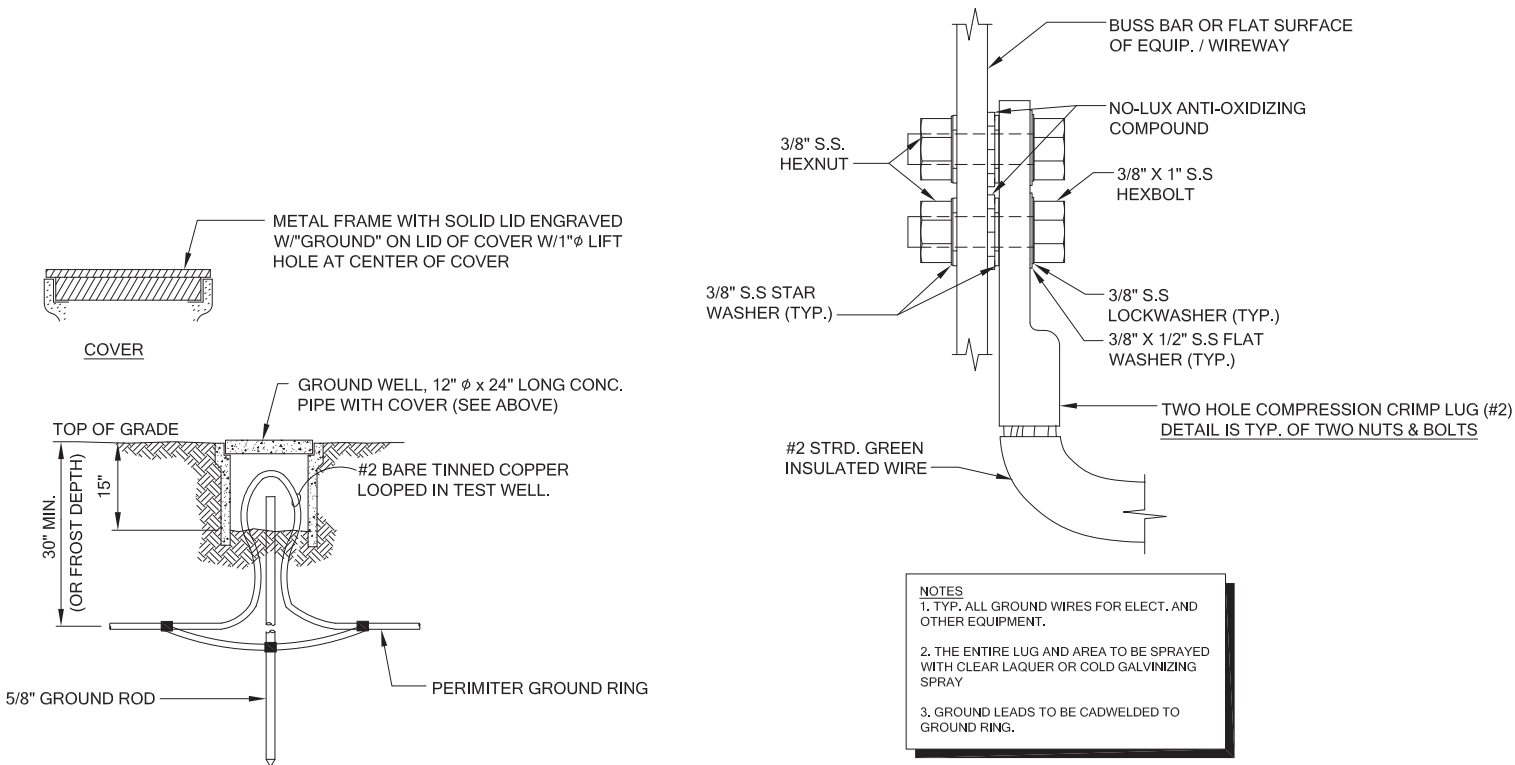 METAL FRAME WITH SOLID LID ENGRAVED
W/"GROUND" ON LID OF COVER W/1"ϕ LIFT
HOLE AT CENTER OF COVER
COVER
GROUND WELL, 12" ϕ x 24" LONG CONC.
PIPE WITH COVER (SEE ABOVE)
TOP OF GRADE
#2 BARE TINNED COPPER
LOOPED IN TEST WELL.
15"
30" MIN.
(OR FROST DEPTH)
5/8" GROUND ROD
PERIMITER GROUND RING
BUSS BAR OR FLAT SURFACE
OF EQUIP. / WIREWAY
NO-LUX ANTI-OXIDIZING
COMPOUND
3/8" S.S.
HEXNUT
3/8" X 1" S.S
HEXBOLT
3/8" S.S STAR
WASHER (TYP.)
3/8" S.S
LOCKWASHER (TYP.)
3/8" X 1/2" S.S FLAT
WASHER (TYP.)
TWO HOLE COMPRESSION CRIMP LUG (#2)
DETAIL IS TYP. OF TWO NUTS & BOLTS
#2 STRD. GREEN
INSULATED WIRE
NOTES
1. TYP. ALL GROUND WIRES FOR ELECT. AND
OTHER EQUIPMENT.
2. THE ENTIRE LUG AND AREA TO BE SPRAYED
WITH CLEAR LAQUER OR COLD GALVINIZING
SPRAY
3. GROUND LEADS TO BE CADWELDED TO
GROUND RING.